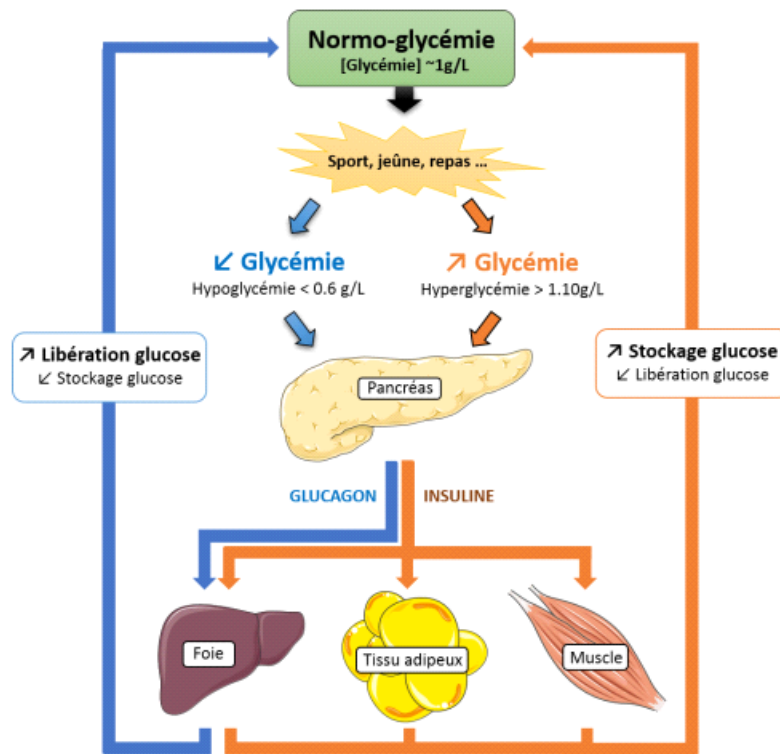 Normo-glycémie
[Glycémie] ~1g/L
Sport, jeûne, repas ...
↙ Glycémie
Hypoglycémie < 0.6 g/L
↗ Glycémie
Hyperglycémie > 1.10g/L
↗ Libération glucose
↙ Stockage glucose
↗ Stockage glucose
↙ Libération glucose
Pancréas
GLUCAGON
INSULINE
Foie
Tissu adipeux
Muscle